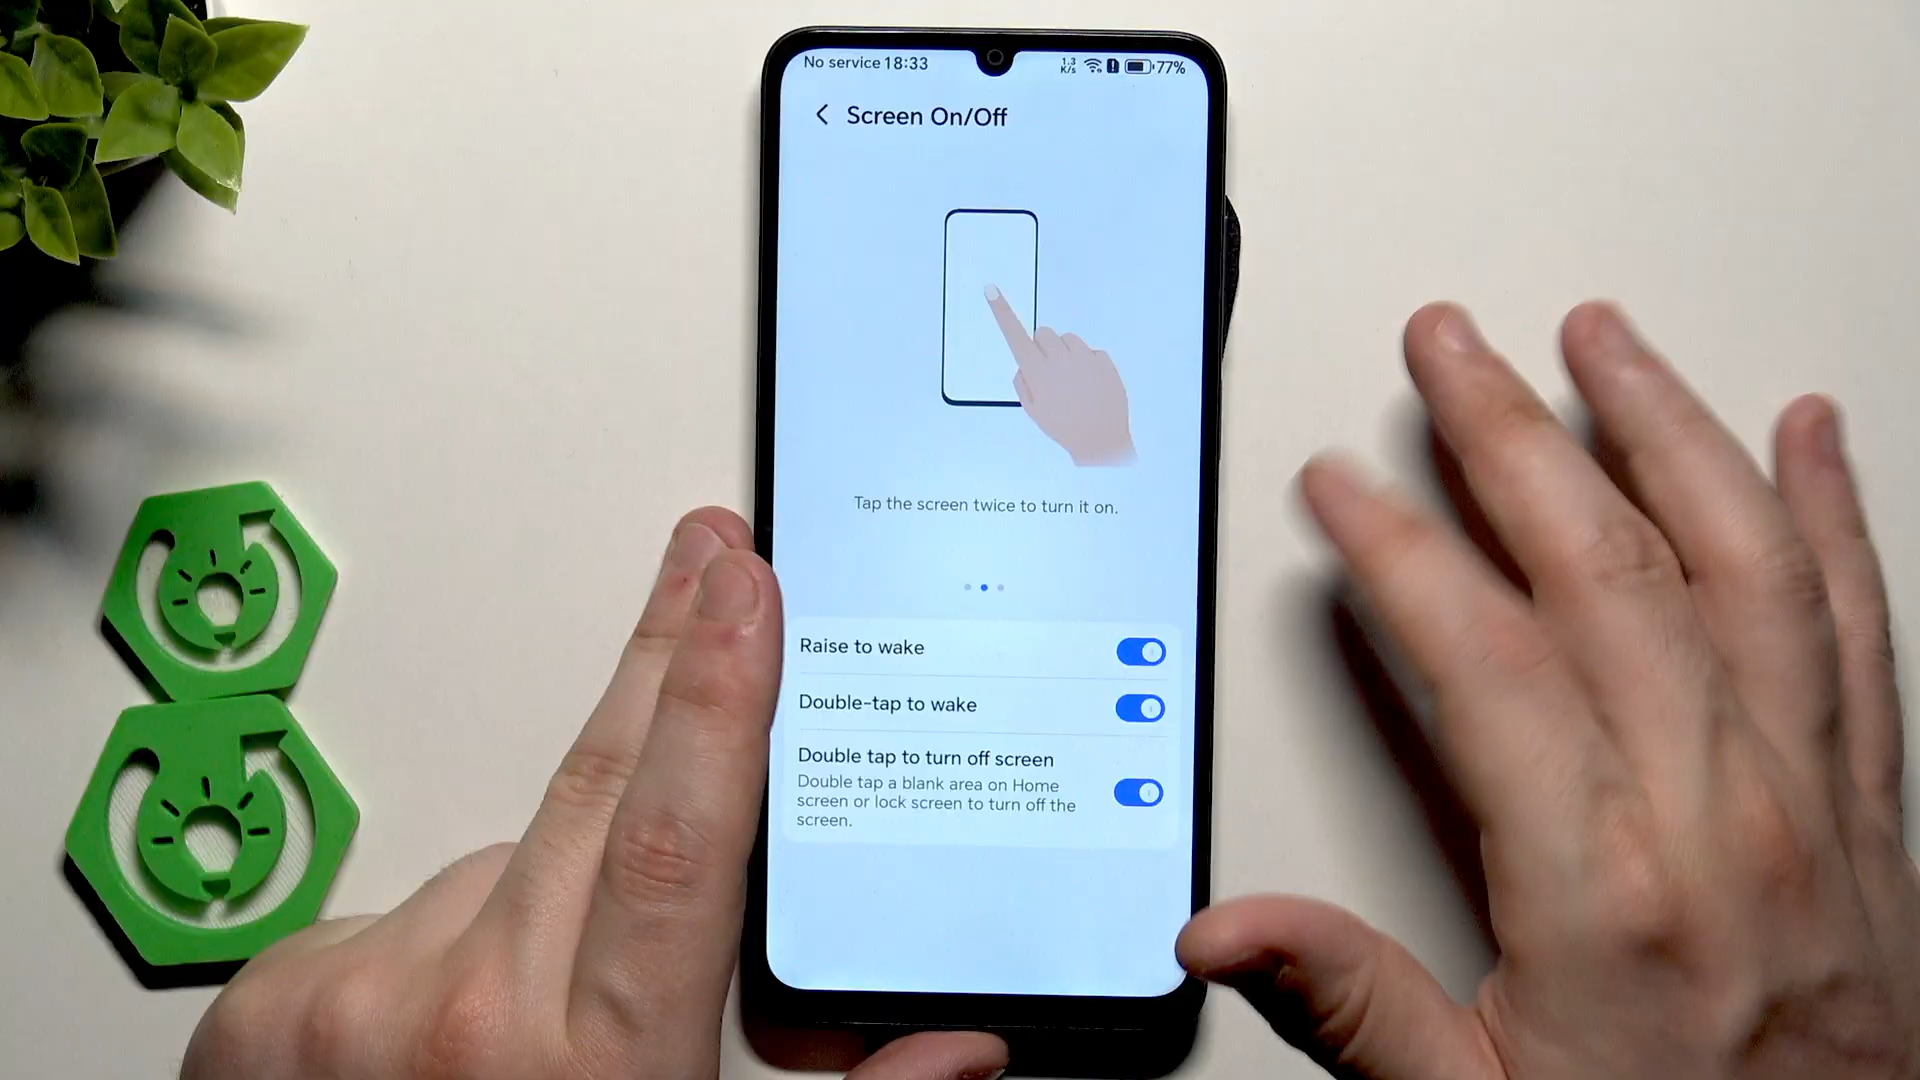 No service 18:33
1.3
K/s
77%
Screen On/Off
Tap the screen twice to turn it on.
Raise to wake
Double-tap to wake
Double tap to turn off screen
Double tap a blank area on Home
screen or lock screen to turn off the
screen.